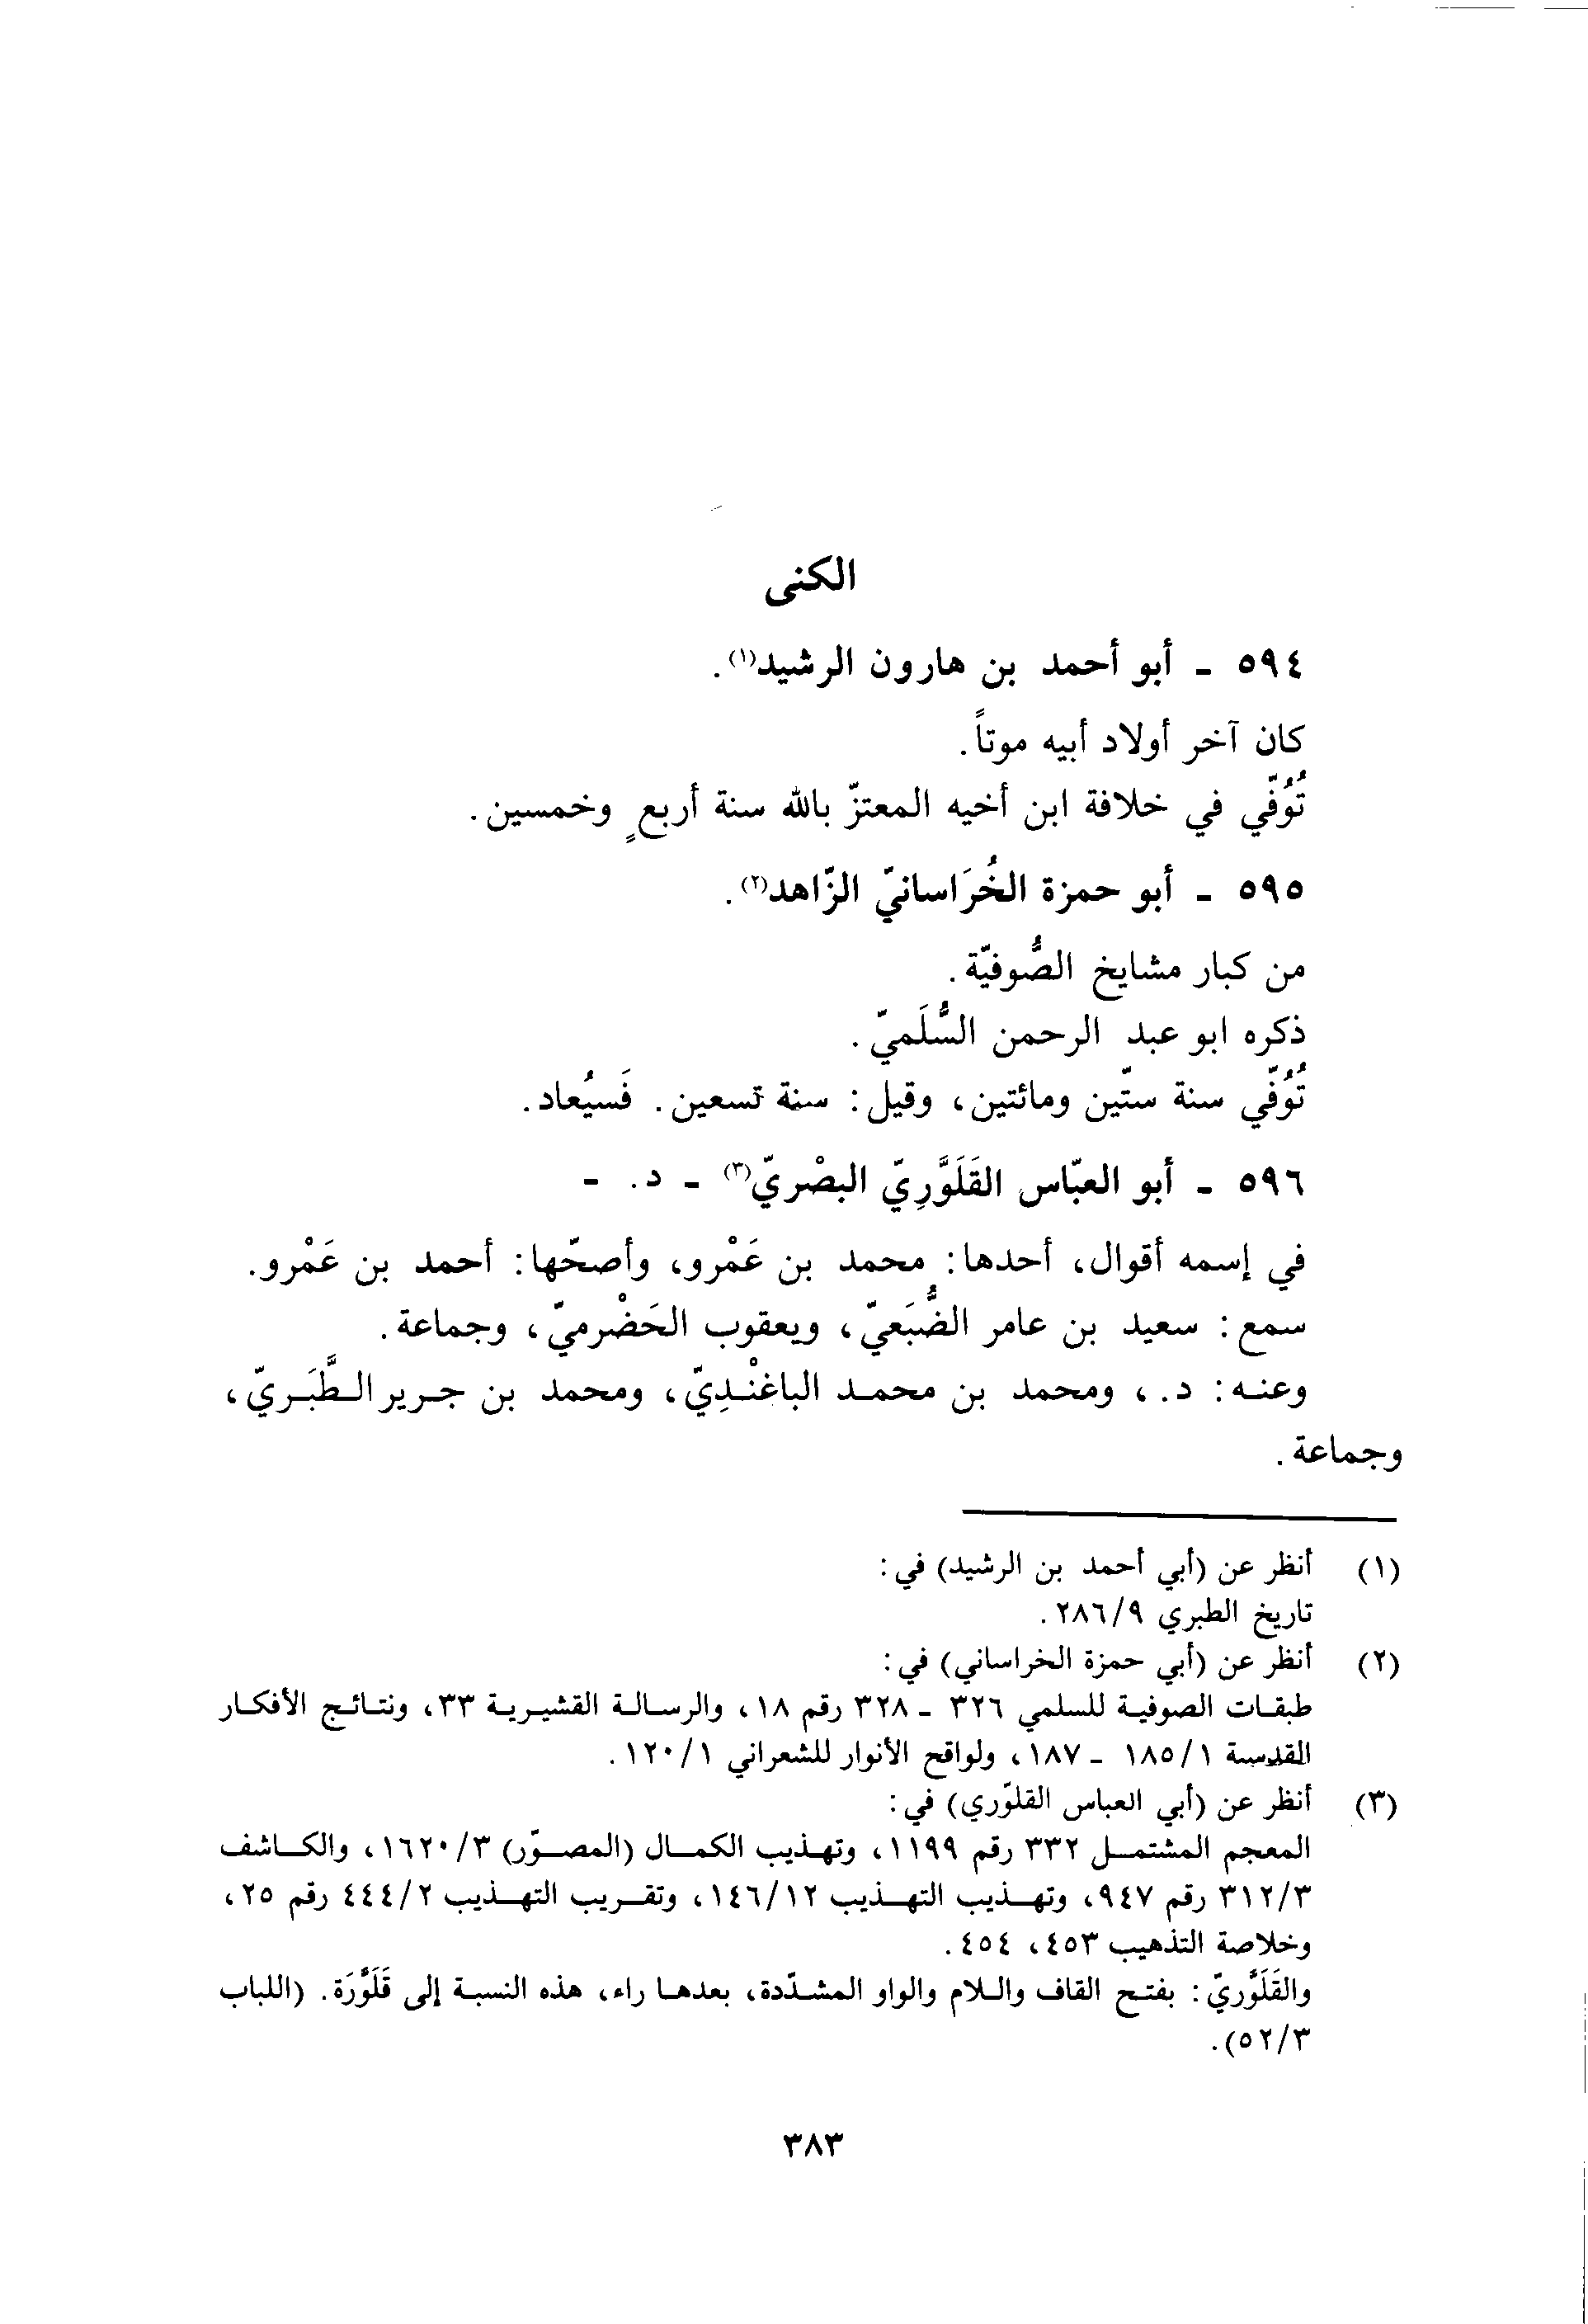 الكنى
٥٩٤ - أبو أحمد بن هارون الرشيد(١).
كان آخر أولاد أبيه موتاً.
تُوُفّي في خلافة ابن أخيه المعتزّ بالله سنة أربعٍ وخمسين.
٥٩٥ - أبو حمزة الخُرَاسانيّ الزّاهد(٢).
من كبار مشايخ الصُّوفيّة.
ذكره ابو عبد الرحمن السُّلَميّ.
تُوُفّي سنة ستّين ومائتين، وقيل: سنة تسعين. فَسيُعاد.
٥٩٦ - أبو العبّاس القَلَوَّرِيّ البصْريّ(٣) - د. -
في إسمه أقوال، أحدها: محمد بن عَمْرو، وأصحّها: أحمد بن عَمْرو.
سمع: سعيد بن عامر الضُّبَعيّ، ويعقوب الحَضْرميّ، وجماعة.
وعنه: د.، ومحمد بن محمد الباغنْدِيّ، ومحمد بن جرير الطَّبَريّ،
وجماعة.
(١) أنظر عن (أبي أحمد بن الرشيد) في:
تاريخ الطبري ٢٨٦/٩.
(٢) أنظر عن (أبي حمزة الخراساني) في:
طبقات الصوفية للسلمي ٣٢٦ - ٣٢٨ رقم ١٨، والرسالة القشيرية ٣٣، ونتائج الأفكار
القدسية ١٨٥/١ - ١٨٧، ولواقح الأنوار للشعراني ١٢٠/١.
(٣) أنظر عن (أبي العباس القلوّري) في:
المعجم المشتمل ٣٣٢ رقم ١١٩٩، وتهذيب الكمال (المصوّر) ١٦٢٠/٣، والكاشف
٣١٢/٣ رقم ٩٤٧، وتهذيب التهذيب ١٤٦/١٢، وتقريب التهذيب ٤٤٤/٢ رقم ٢٥،
وخلاصة التذهيب ٤٥٣، ٤٥٤.
والقَلَوَّريّ: بفتح القاف واللام والواو المشدّدة، بعدها راء، هذه النسبة إلى قَلَوَّرَة. (اللباب
٥٢/٣).
٣٨٣